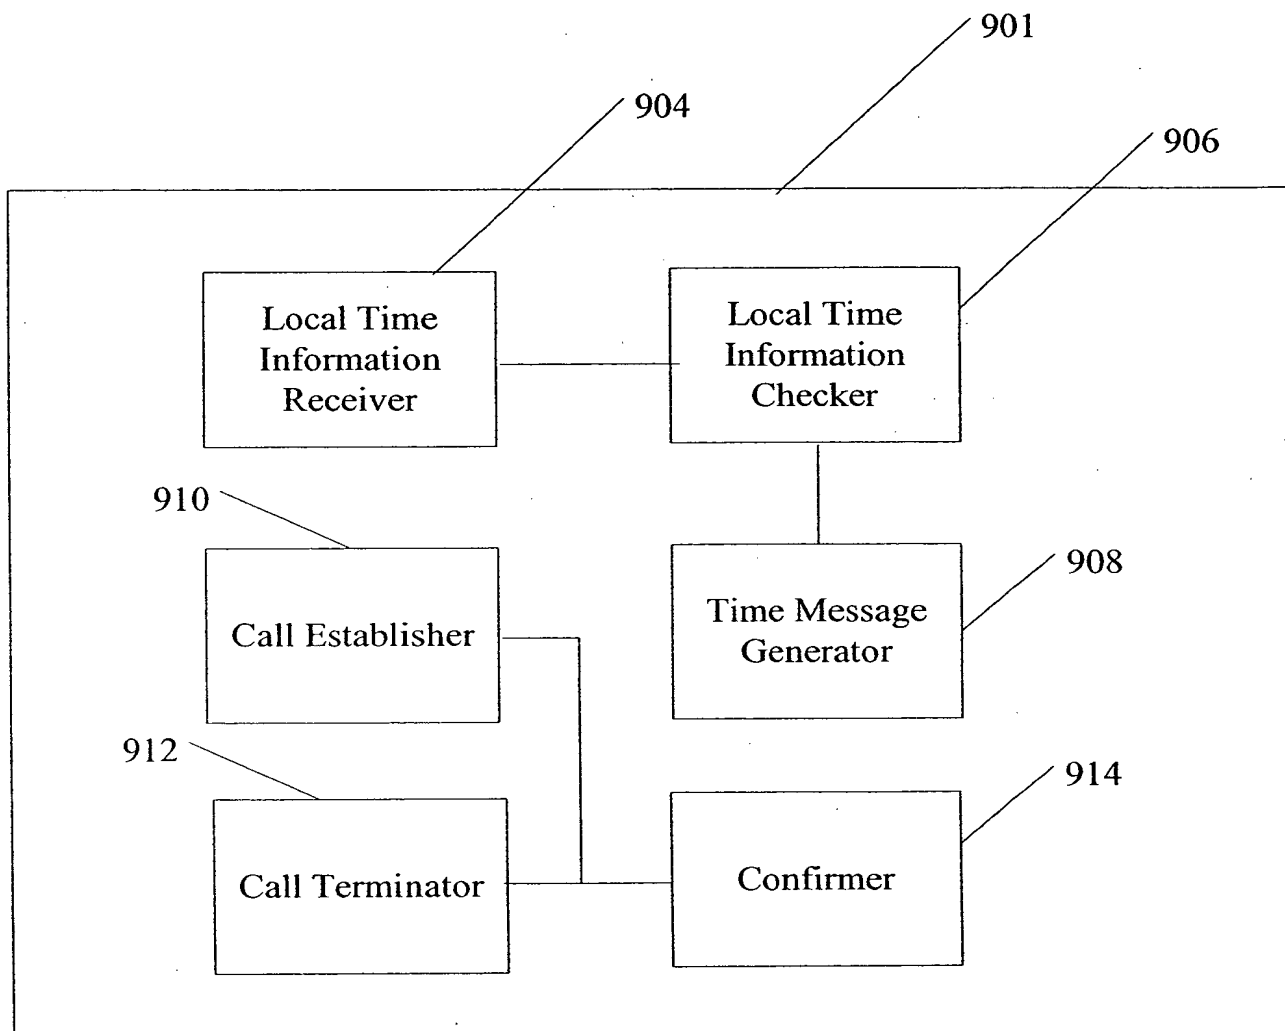 901
904
906
Local Time
Information
Receiver
Local Time
Information
Checker
910
908
Call Establisher
Time Message
Generator
912
914
Call Terminator
Confirmer